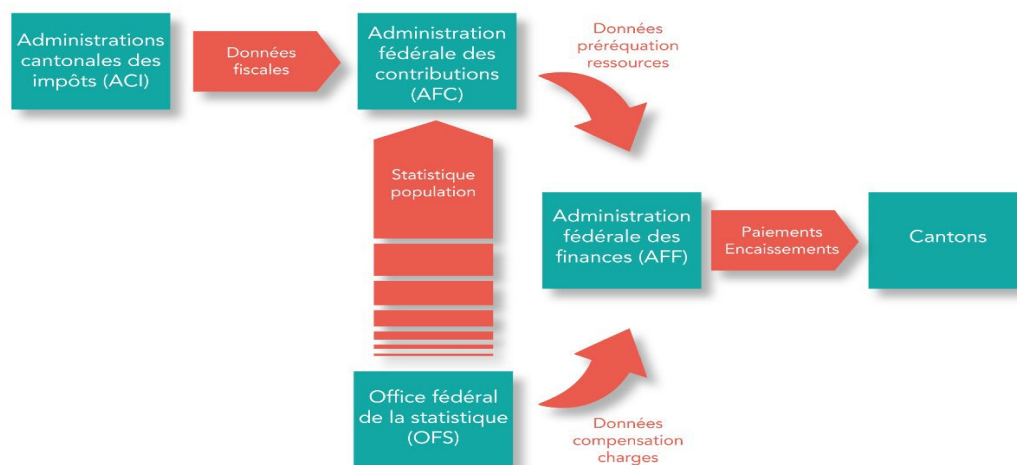 Administrations
cantonales des
impôts (ACI)
Données
fiscales
Administration
fédérale des
contributions
(AFC)
Données
préréquation
ressources
Statistique
population
Administration
fédérale des
finances (AFF)
Paiements
Encaissements
Cantons
Office fédéral
de la statistique
(OFS)
Données
compensation
charges